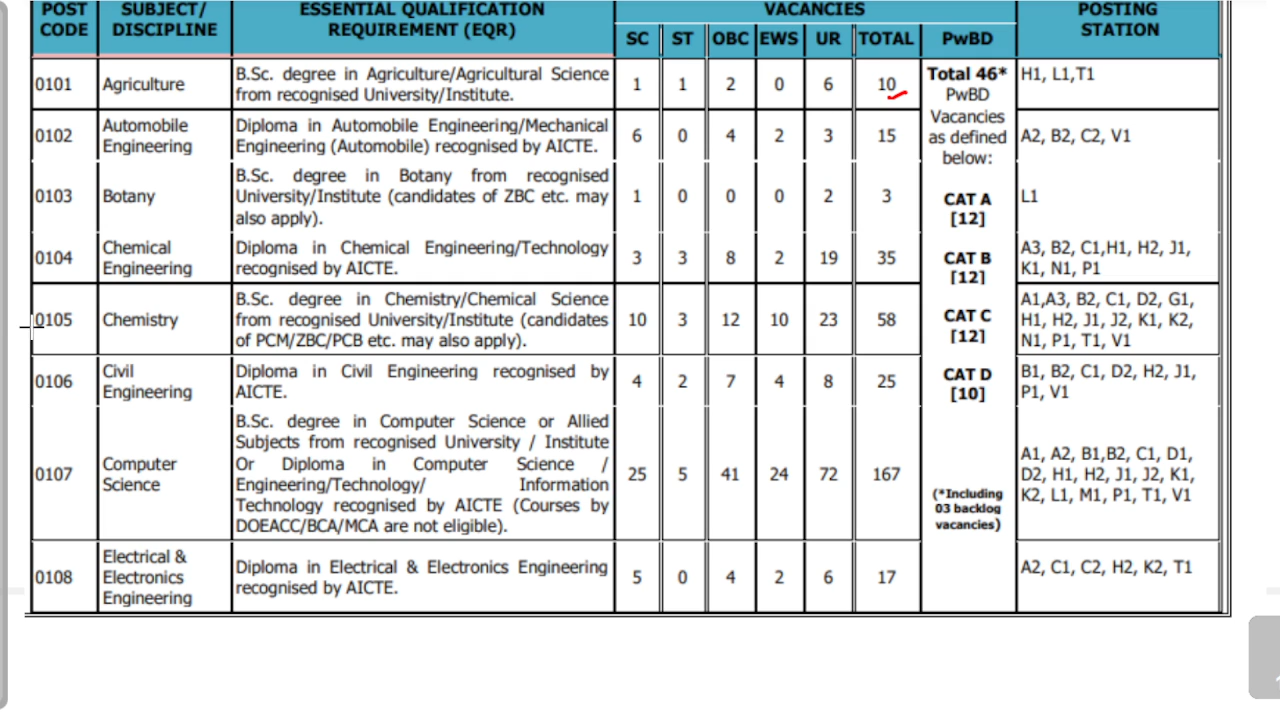 POST CODE SUBJECT/ DISCIPLINE ESSENTIAL QUALIFICATION REQUIREMENT (EQR) VACANCIES POSTING STATION
SC ST OBC EWS UR TOTAL PwBD
0101 Agriculture B.Sc. degree in Agriculture/Agricultural Science 1 1 2 0 6 10 H1, L1,T1
from recognised University/Institute.
0102 Automobile Engineering Diploma in Automobile Engineering/Mechanical 6 0 4 2 3 15 A2, B2, C2, V1
Engineering (Automobile) recognised by AICTE.
0103 Botany B.Sc. degree in Botany from recognised 1 0 0 0 2 3 L1
University/Institute (candidates of ZBC etc. may
also apply).
0104 Chemical Engineering Diploma in Chemical Engineering/Technology 3 3 8 2 19 35 A3, B2, C1,H1, H2, J1,
recognised by AICTE. K1, N1, P1
0105 Chemistry B.Sc. degree in Chemistry/Chemical Science 10 3 12 10 23 58 A1,A3, B2, C1, D2, G1,
from recognised University/Institute (candidates H1, H2, J1, J2, K1, K2,
of PCM/ZBC/PCB etc. may also apply). N1, P1, T1, V1
0106 Civil Engineering Diploma in Civil Engineering recognised by 4 2 7 4 8 25 B1, B2, C1, D2, H2, J1,
AICTE. P1, V1
0107 Computer Science B.Sc. degree in Computer Science or Allied 25 5 41 24 72 167 A1, A2, B1,B2, C1, D1,
Subjects from recognised University / Institute D2, H1, H2, J1, J2, K1,
Or Diploma in Computer Science / K2, L1, M1, P1, T1, V1
Engineering/Technology/ Information
Technology recognised by AICTE (Courses by
DOEACC/BCA/MCA are not eligible).
0108 Electrical & Electronics Engineering Diploma in Electrical & Electronics Engineering 5 0 4 2 6 17 A2, C1, C2, H2, K2, T1
recognised by AICTE.
Total 46*
PwBD
Vacancies
as defined
below:
CAT A
[12]
CAT B
[12]
CAT C
[12]
CAT D
[10]
(*Including
03 backlog
vacancies)